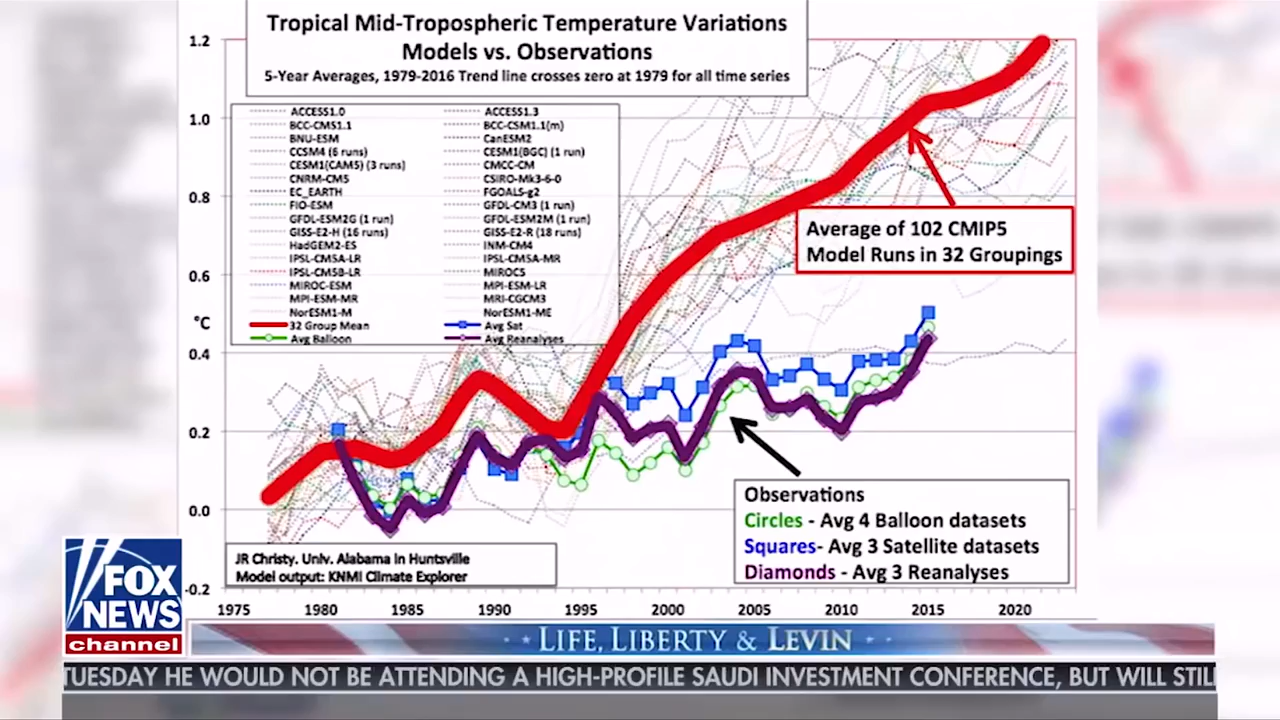 Tropical Mid-Tropospheric Temperature Variations
Models vs. Observations
5-Year Averages, 1979-2016 Trend line crosses zero at 1979 for all time series
1.2
1.0
0.8
0.6
°C
0.4
0.2
0.0
-0.2
ACCESS1.0 ACCESS1.3
BCC-CMS1.1 BCC-CSM1.1(m)
BNU-ESM CanESM2
CCSM4 (6 runs) CESM1(BGC) (1 run)
CESM1(CAM5) (3 runs) CMCC-CM
CNRM-CM5 CSIRO-Mk3-6-0
EC_EARTH FGOALS-g2
FIO-ESM GFDL-CM3 (1 run)
GFDL-ESM2G (1 run) GFDL-ESM2M (1 run)
GISS-E2-H (16 runs) GISS-E2-R (18 runs)
HadGEM2-ES INM-CM4
IPSL-CM5A-LR IPSL-CM5A-MR
IPSL-CM5B-LR MIROC5
MIROC-ESM MPI-ESM-LR
MPI-ESM-MR MRI-CGCM3
NorESM1-M NorESM1-ME
32 Group Mean Avg Sat
Avg Balloon Avg Reanalyses
Average of 102 CMIP5
Model Runs in 32 Groupings
Observations
Circles - Avg 4 Balloon datasets
Squares- Avg 3 Satellite datasets
Diamonds - Avg 3 Reanalyses
JR Christy. Univ. Alabama in Huntsville
Model output: KNMI Climate Explorer
1975 1980 1985 1990 1995 2000 2005 2010 2015 2020
FOX
NEWS
channel
LIFE, LIBERTY & LEVIN
TUESDAY HE WOULD NOT BE ATTENDING A HIGH-PROFILE SAUDI INVESTMENT CONFERENCE, BUT WILL STILL